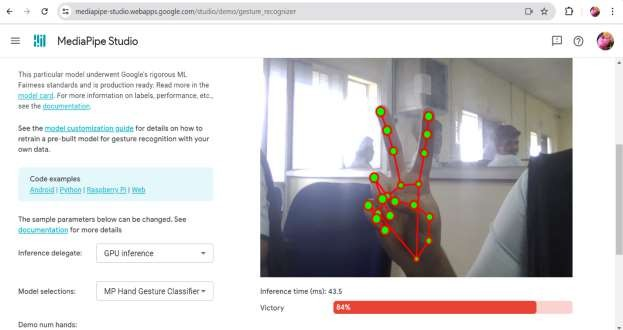 mediapipe-studio.webapps.google.com/studio/demo/gesture_recognizer
MediaPipe Studio
This particular model underwent Google's rigorous ML
Fairness standards and is production ready. Read more in the
model card. For more information on labels, performance, etc.,
see the documentation.
See the model customization guide for details on how to
retrain a pre-built model for gesture recognition with your
own data.
Code examples
Android | Python | Raspberry Pi | Web
The sample parameters below can be changed. See
documentation for more details
Inference delegate:
GPU inference
Model selections:
MP Hand Gesture Classifier
Demo num hands:
Inference time (ms): 43.5
Victory
84%